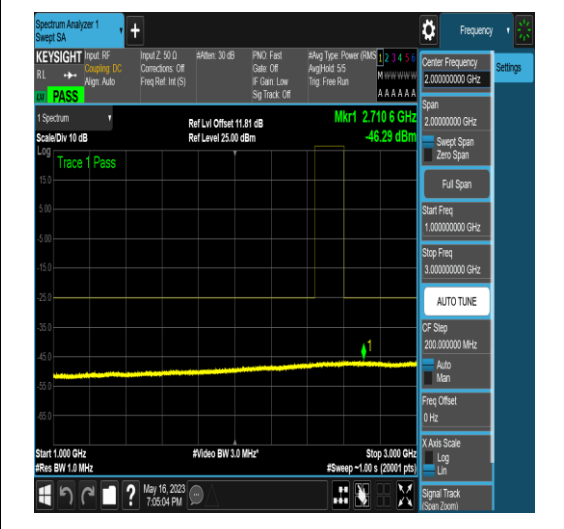 Spectrum Analyzer 1
Swept SA
Frequency
KEYSIGHT
RL
Input: RF
Coupling: DC
Align: Auto
Input Z: 50 Ω
Corrections: Off
Freq Ref: Int (S)
#Atten: 30 dB
PNO: Fast
Gate: Off
IF Gain: Low
Sig Track: Off
#Avg Type: Power (RMS
Avg|Hold: 5/5
Trig: Free Run
1 2 3 4 5 6
M W W W W W
A A A A A A
PASS
1 Spectrum
Scale/Div 10 dB
Ref Lvl Offset 11.81 dB
Ref Level 25.00 dBm
Mkr1 2.710 6 GHz
-46.29 dBm
Log
Trace 1 Pass
15.0
5.00
-5.00
-15.0
-25.0
-35.0
-45.0
-55.0
-65.0
1
Start 1.000 GHz
#Res BW 1.0 MHz
#Video BW 3.0 MHz*
Stop 3.000 GHz
#Sweep ~1.00 s (20001 pts)
May 16, 2023
7:05:04 PM
?
Center Frequency
2.000000000 GHz
Settings
Span
2.00000000 GHz
Swept Span
Zero Span
Full Span
Start Freq
1.000000000 GHz
Stop Freq
3.000000000 GHz
AUTO TUNE
CF Step
200.000000 MHz
Auto
Man
Freq Offset
0 Hz
X Axis Scale
Log
Lin
Signal Track
(Span Zoom)